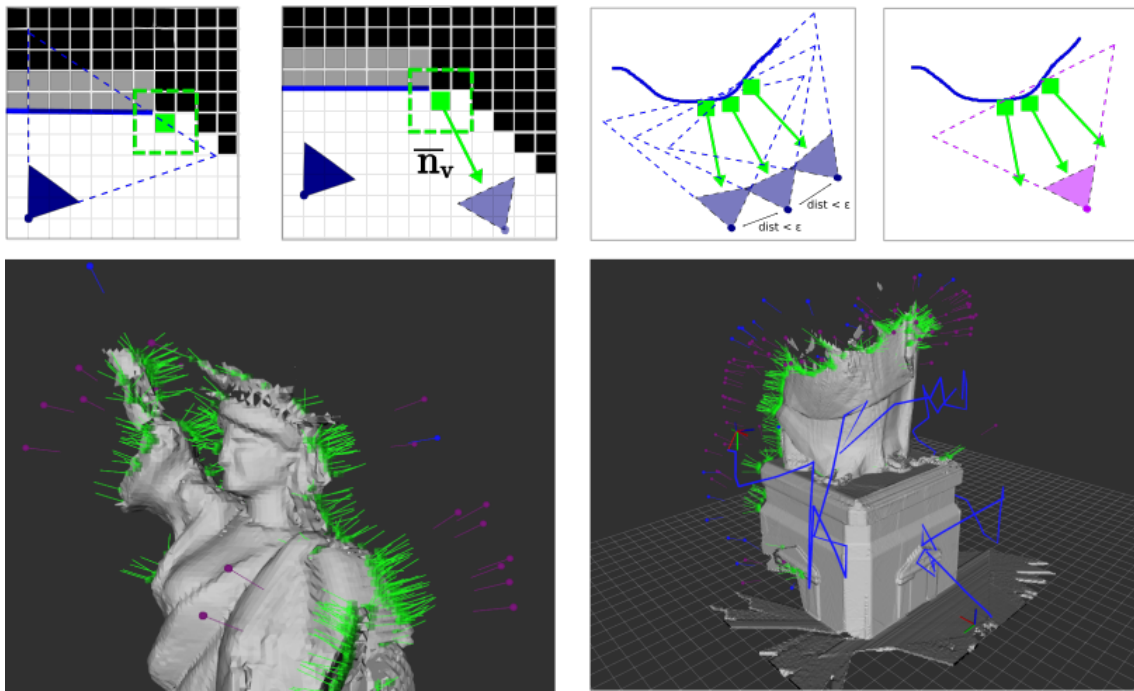 n̅ᵥ
dist < ε
dist < ε